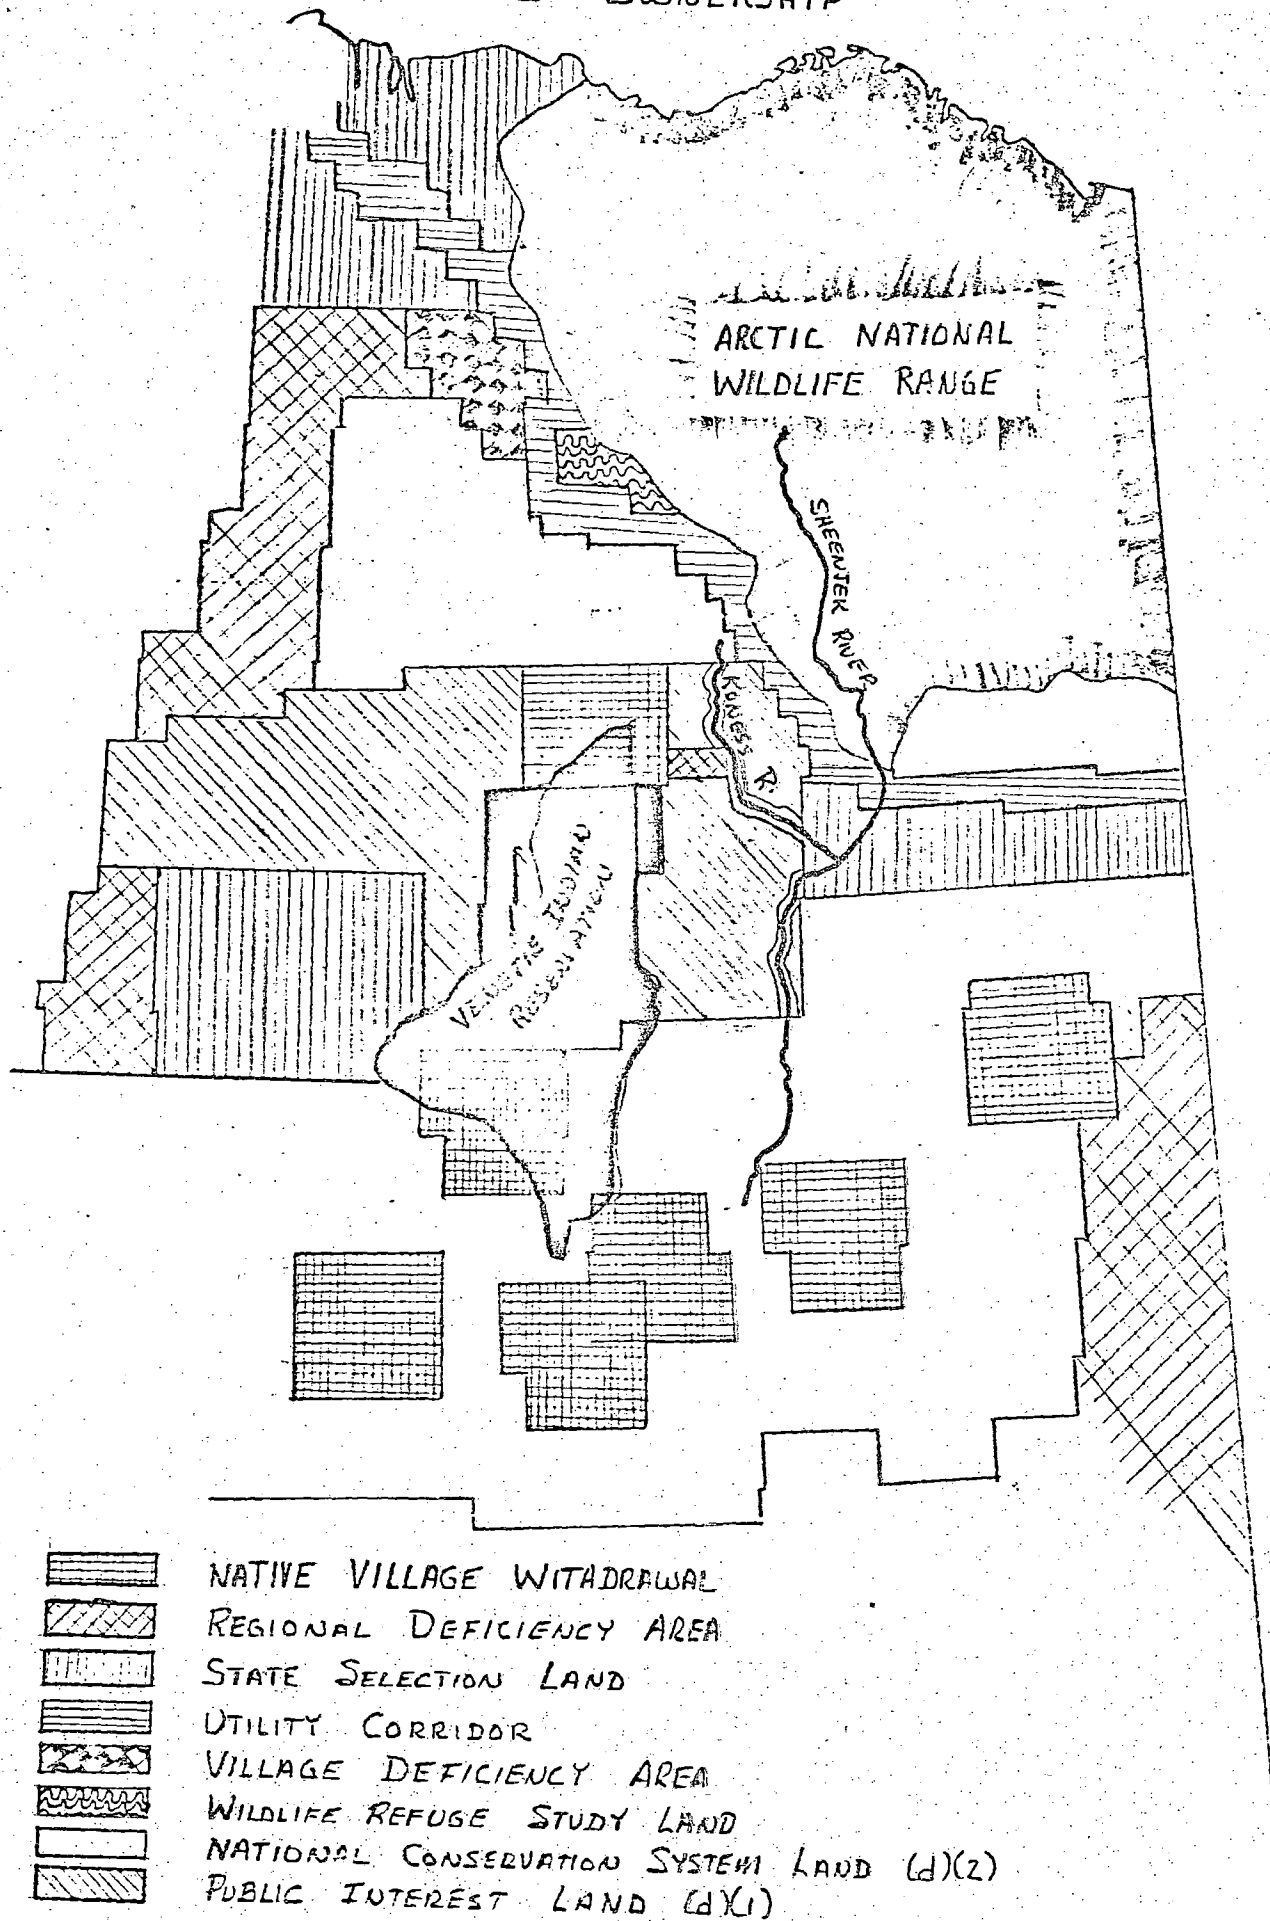 OWNERSHIP
ARCTIC NATIONAL
WILDLIFE RANGE
SHEENJEK RIVER
KONESS R.
VENETIE INDIAN
RESERVATION
NATIVE VILLAGE WITHDRAWAL
REGIONAL DEFICIENCY AREA
STATE SELECTION LAND
UTILITY CORRIDOR
VILLAGE DEFICIENCY AREA
WILDLIFE REFUGE STUDY LAND
NATIONAL CONSERVATION SYSTEM LAND (d)(2)
PUBLIC INTEREST LAND (d)(1)